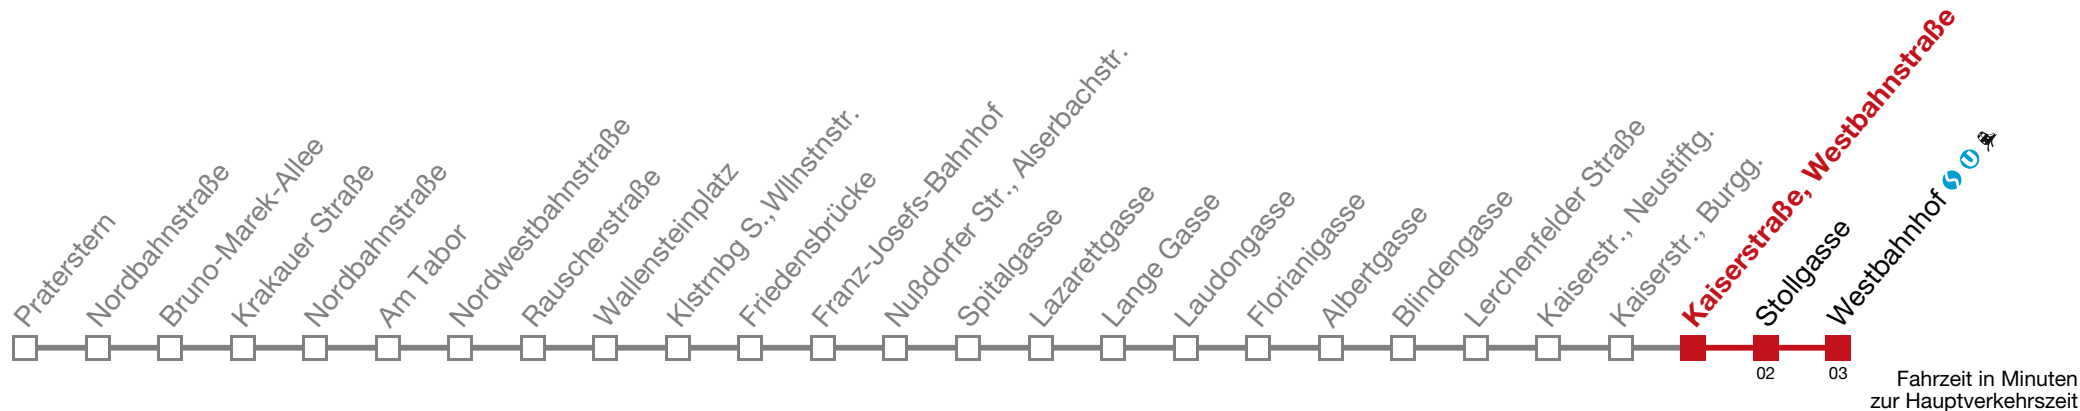 Praterstern
Nordbahnstraße
Bruno-Marek-Allee
Krakauer Straße
Nordbahnstraße
Am Tabor
Nordwestbahnstraße
Rauscherstraße
Wallensteinplatz
Klstrnbg S., Wllnstnstr.
Friedensbrücke
Franz-Josefs-Bahnhof
Nußdorfer Str., Alserbachstr.
Spitalgasse
Lazarettgasse
Lange Gasse
Laudongasse
Florianigasse
Albertgasse
Blindengasse
Lerchenfelder Straße
Kaiserstr., Neustiftg.
Kaiserstr., Burgg.
Kaiserstraße, Westbahnstraße
Stollgasse
Westbahnhof S U
02
03
Fahrzeit in Minuten
zur Hauptverkehrszeit